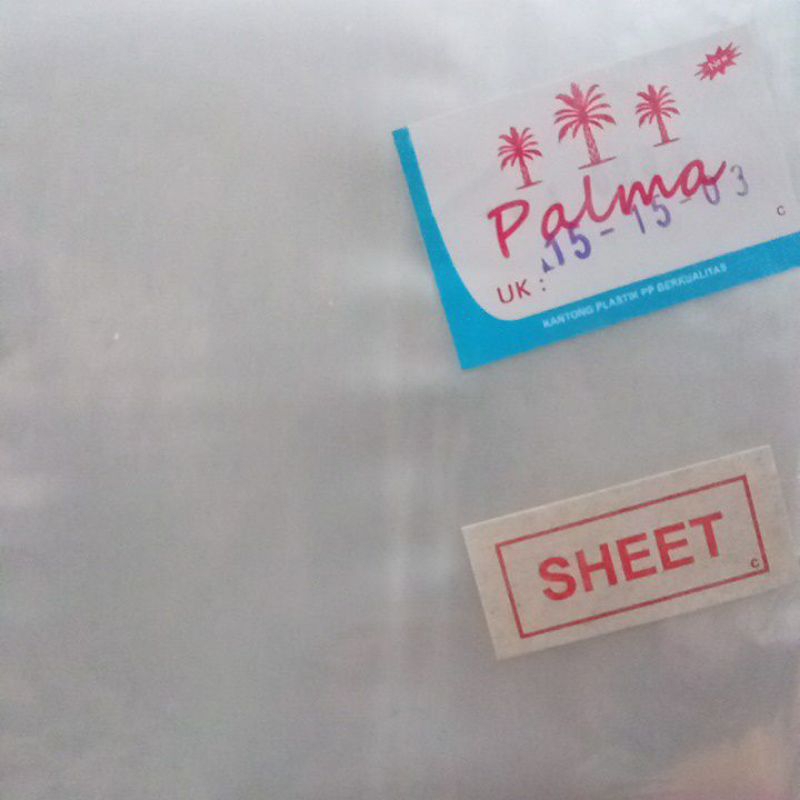 New
Palma
UK : 15-15-03
C
KANTONG PLASTIK PP BERKUALITAS
SHEET
C